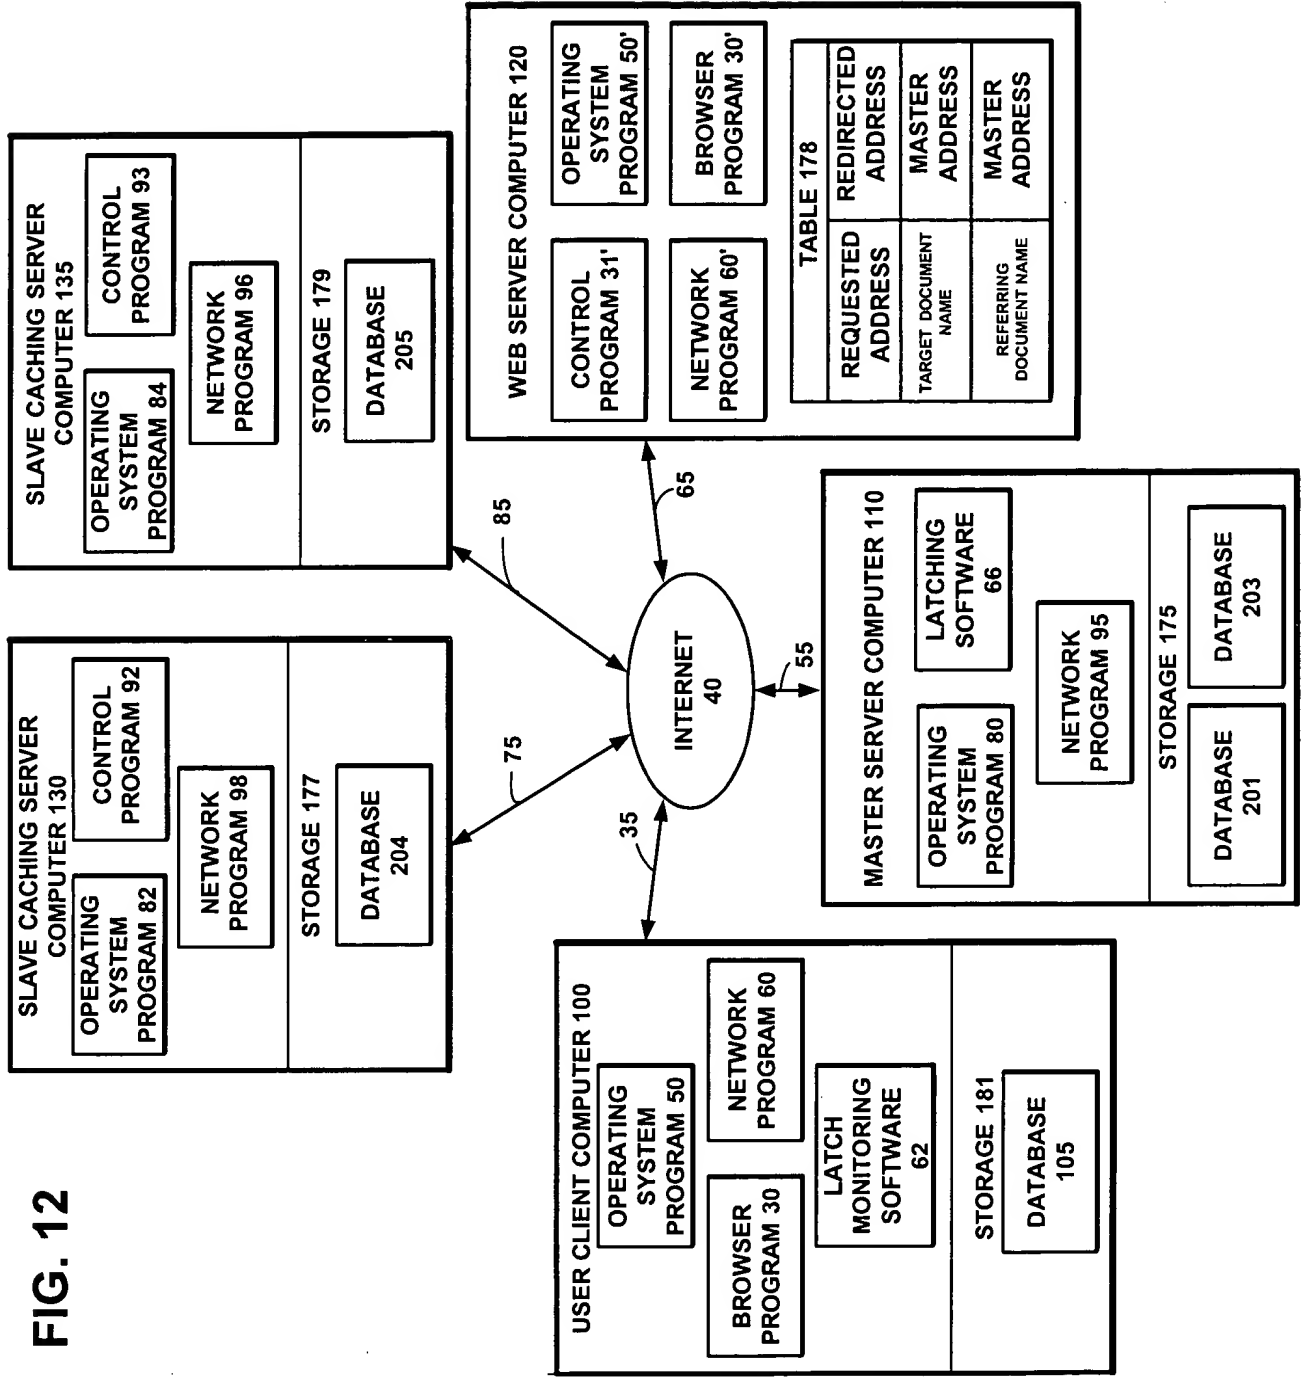 FIG. 12
SLAVE CACHING SERVER
COMPUTER 130
OPERATING
SYSTEM
PROGRAM 82
CONTROL
PROGRAM 92
NETWORK
PROGRAM 98
STORAGE 177
DATABASE
204
SLAVE CACHING SERVER
COMPUTER 135
OPERATING
SYSTEM
PROGRAM 84
CONTROL
PROGRAM 93
NETWORK
PROGRAM 96
STORAGE 179
DATABASE
205
75
85
35
INTERNET
40
65
55
USER CLIENT COMPUTER 100
OPERATING
SYSTEM
PROGRAM 50
BROWSER
PROGRAM 30
NETWORK
PROGRAM 60
LATCH
MONITORING
SOFTWARE
62
STORAGE 181
DATABASE
105
MASTER SERVER COMPUTER 110
OPERATING
SYSTEM
PROGRAM 80
LATCHING
SOFTWARE
66
NETWORK
PROGRAM 95
STORAGE 175
DATABASE
201
DATABASE
203
WEB SERVER COMPUTER 120
CONTROL
PROGRAM 31'
OPERATING
SYSTEM
PROGRAM 50'
NETWORK
PROGRAM 60'
BROWSER
PROGRAM 30'
TABLE 178
REQUESTED
ADDRESS
REDIRECTED
ADDRESS
TARGET DOCUMENT
NAME
MASTER
ADDRESS
REFERRING
DOCUMENT NAME
MASTER
ADDRESS